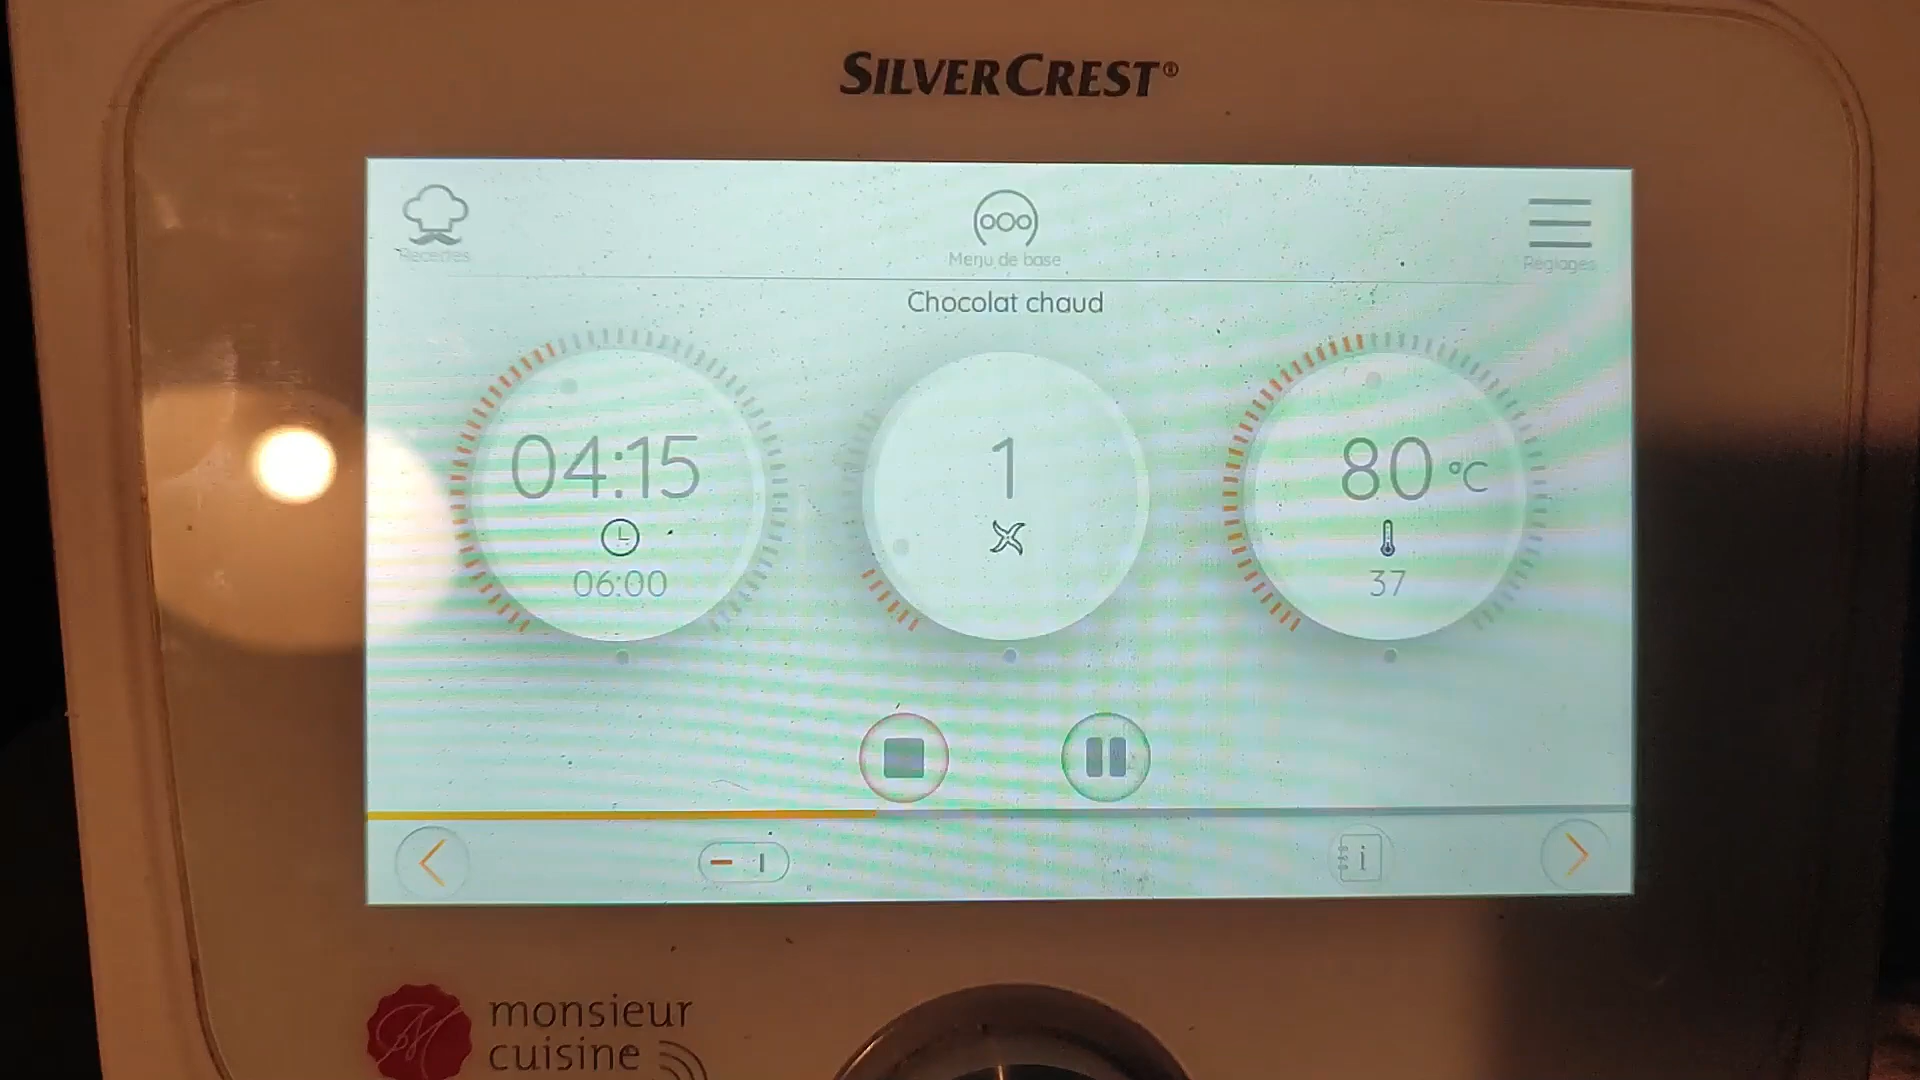 SILVERCREST®
Recettes
Menu de base
Réglages
Chocolat chaud
04:15
06:00
1
80 °C
37
i
monsieur
cuisine